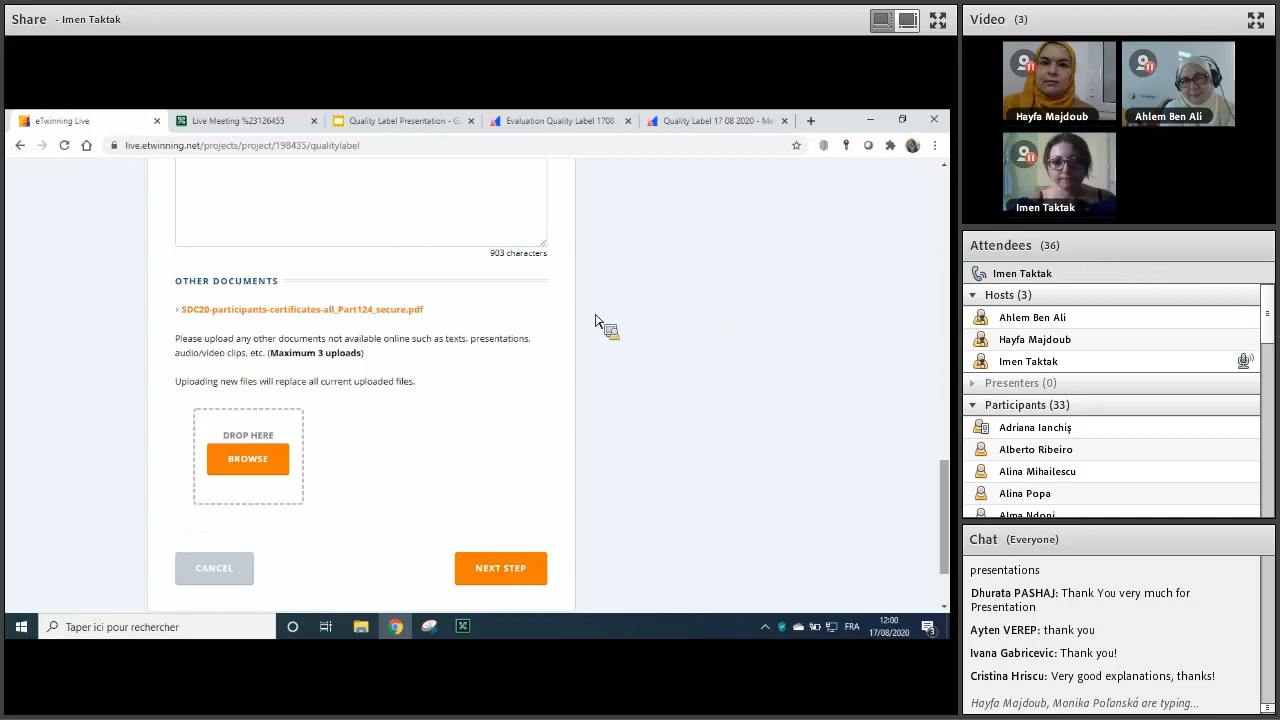 Share - Imen Taktak
eTwinning Live
Live Meeting %23126455
Quality Label Presentation - G
Evaluation Quality Label 1708
Quality Label 17 08 2020 - Me
live.etwinning.net/projects/project/198435/qualitylabel
903 characters
OTHER DOCUMENTS
› SDC20-participants-certificates-all_Part124_secure.pdf
Please upload any other documents not available online such as texts, presentations,
audio/video clips, etc. (Maximum 3 uploads)
Uploading new files will replace all current uploaded files.
DROP HERE
BROWSE
CANCEL
NEXT STEP
Taper ici pour rechercher
FRA
12:00
17/08/2020
3
Video (3)
Hayfa Majdoub
Ahlem Ben Ali
Imen Taktak
Attendees (36)
Imen Taktak
Hosts (3)
Ahlem Ben Ali
Hayfa Majdoub
Imen Taktak
Presenters (0)
Participants (33)
Adriana Ianchiş
Alberto Ribeiro
Alina Mihailescu
Alina Popa
Alma Ndoni
Chat (Everyone)
presentations
Dhurata PASHAJ: Thank You very much for
Presentation
Ayten VEREP: thank you
Ivana Gabricevic: Thank you!
Cristina Hriscu: Very good explanations, thanks!
Hayfa Majdoub, Monika Poľanská are typing...